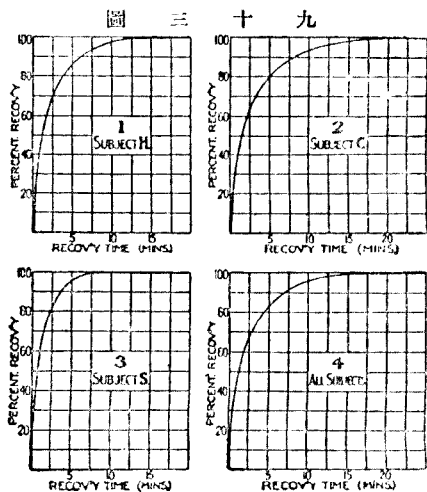 九十三圖
PERCENT RECOV'Y
100
80
60
40
20
1
SUBJECT H.
5 10 15
RECOV'Y TIME (MINS)
PERCENT RECOV'Y
100
80
60
40
20
2
SUBJECT C.
5 10 15 20
RECOV'Y TIME (MINS)
PERCENT RECOV'Y
100
80
60
40
20
3
SUBJECT S.
5 10 15
RECOV'Y TIME (MINS)
PERCENT RECOV'Y
100
80
60
40
20
4
ALL SUBJECT.
5 10 15 20
RECOV'Y TIME (MINS)